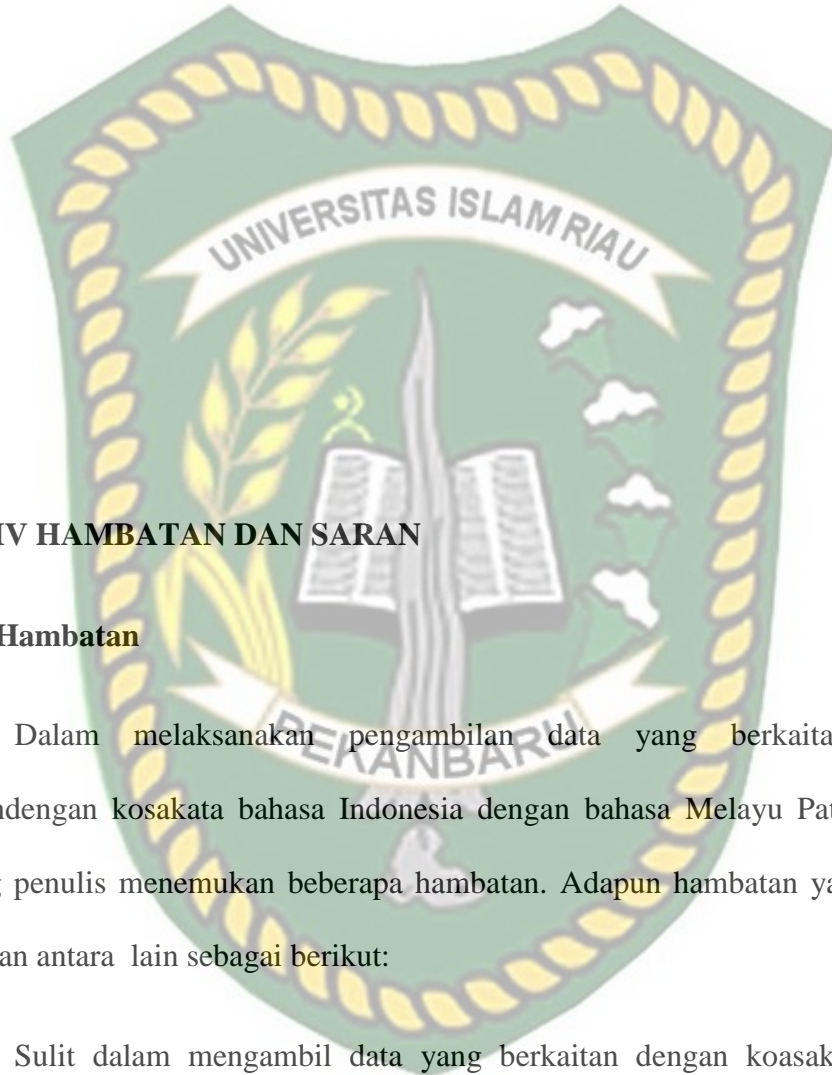 UNIVERSITAS ISLAM RIAU
IV HAMBATAN DAN SARAN
Hambatan
Dalam melaksanakan pengambilan data yang berkaita
ndengan kosakata bahasa Indonesia dengan bahasa Melayu Pat
g penulis menemukan beberapa hambatan. Adapun hambatan ya
an antara lain sebagai berikut:
PEKANBARU
Sulit dalam mengambil data yang berkaitan dengan koasak